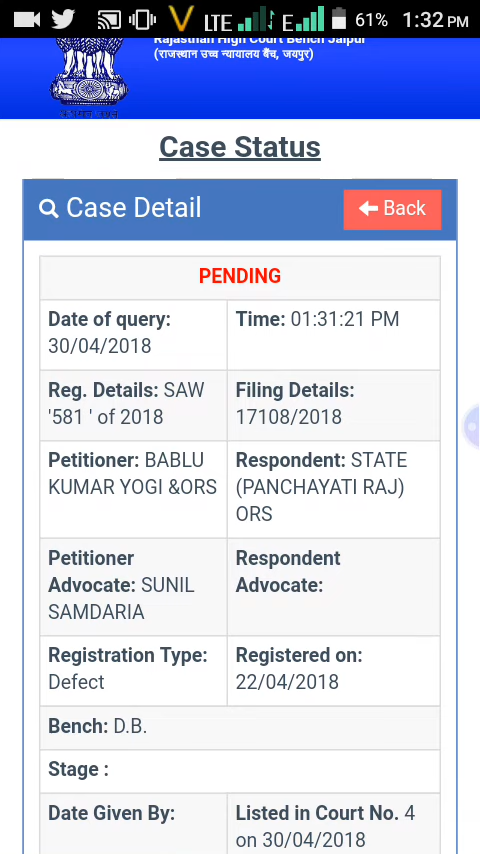 LTE E 61% 1:32 PM
Rajasthan High Court Bench Jaipur
(राजस्थान उच्च न्यायालय बैंच, जयपुर)
Case Status
Case Detail
Back
PENDING
Date of query:
30/04/2018
Time: 01:31:21 PM
Reg. Details: SAW
'581 ' of 2018
Filing Details:
17108/2018
Petitioner: BABLU
KUMAR YOGI &ORS
Respondent: STATE
(PANCHAYATI RAJ)
ORS
Petitioner
Advocate: SUNIL
SAMDARIA
Respondent
Advocate:
Registration Type:
Defect
Registered on:
22/04/2018
Bench: D.B.
Stage :
Date Given By:
Listed in Court No. 4
on 30/04/2018